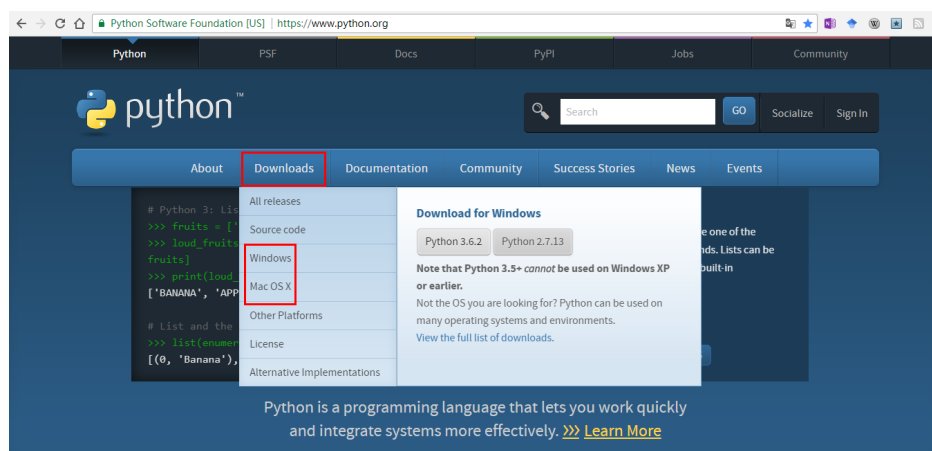 Python Software Foundation [US] | https://www.python.org
Python PSF Docs PyPI Jobs Community
python™
Search GO Socialize Sign In
About Downloads Documentation Community Success Stories News Events
# Python 3: Lis
>>> fruits = ['
>>> loud_fruits
fruits]
>>> print(loud_
['BANANA', 'APP
# List and the
>>> list(enumer
[(0, 'Banana'),
All releases
Source code
Windows
Mac OS X
Other Platforms
License
Alternative Implementations
Download for Windows
Python 3.6.2 Python 2.7.13
Note that Python 3.5+ cannot be used on Windows XP
or earlier.
Not the OS you are looking for? Python can be used on
many operating systems and environments.
View the full list of downloads.
e one of the
nds. Lists can be
built-in
Python is a programming language that lets you work quickly
and integrate systems more effectively. >>> Learn More